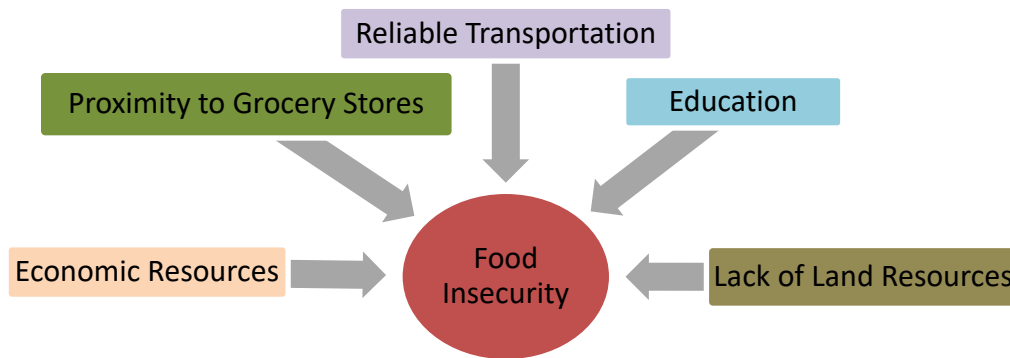 Reliable Transportation
Proximity to Grocery Stores
Education
Economic Resources
Food
Insecurity
Lack of Land Resources